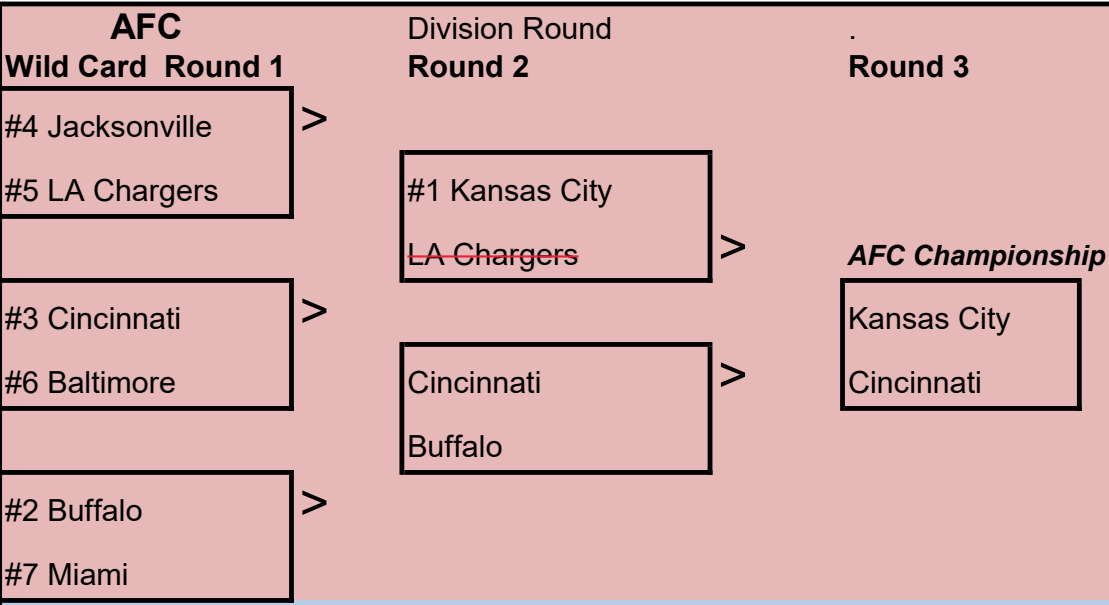 AFC
Division Round
.
Wild Card Round 1
Round 2
Round 3
#4 Jacksonville
>
#5 LA Chargers
#1 Kansas City
LA Chargers
>
AFC Championship
#3 Cincinnati
>
Kansas City
#6 Baltimore
Cincinnati
>
Cincinnati
Buffalo
#2 Buffalo
>
#7 Miami